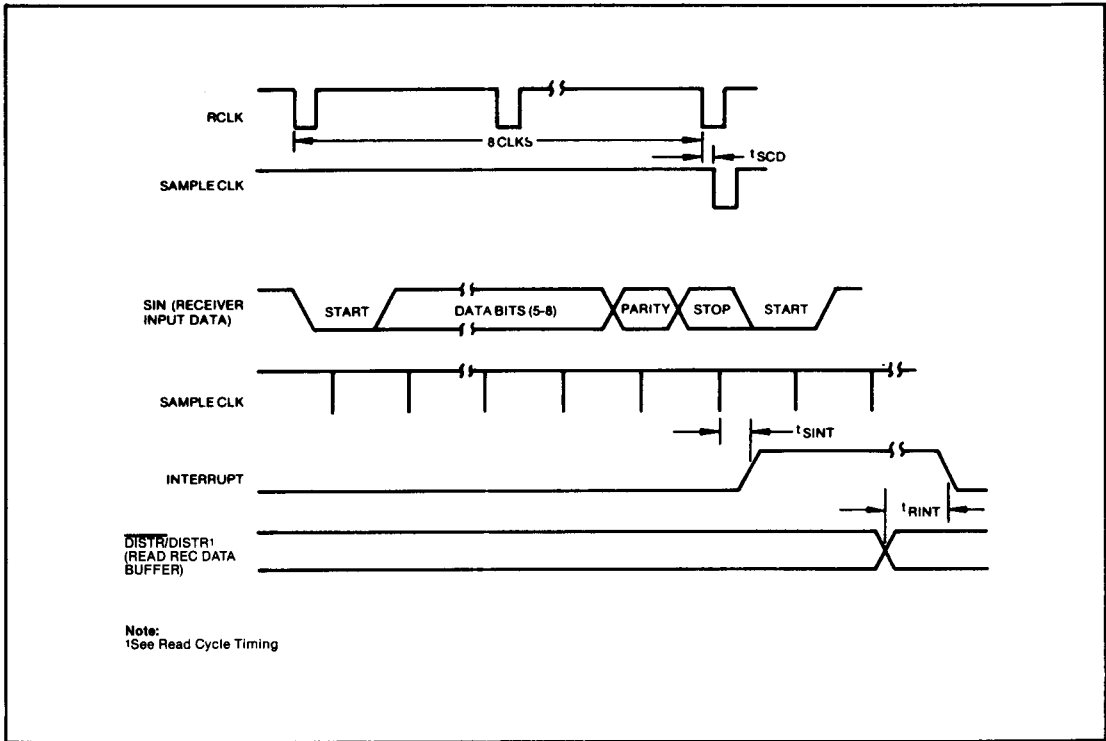 RCLK
8 CLKS
tSCD
SAMPLE CLK
SIN (RECEIVER
INPUT DATA)
START
DATA BITS (5-8)
PARITY
STOP
START
SAMPLE CLK
tSINT
INTERRUPT
tRINT
DISTR/DISTR1
(READ REC DATA
BUFFER)
Note:
1See Read Cycle Timing